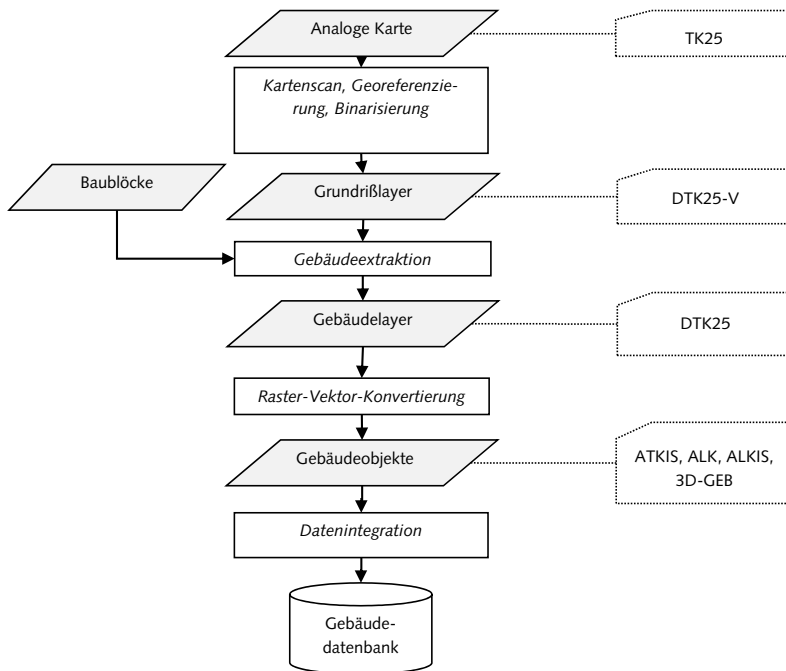 Analoge Karte
TK25
Kartenscan, Georeferenzie-
rung, Binarisierung
Baublöcke
Grundrißlayer
DTK25-V
Gebäudeextraktion
Gebäudelayer
DTK25
Raster-Vektor-Konvertierung
Gebäudeobjekte
ATKIS, ALK, ALKIS,
3D-GEB
Datenintegration
Gebäude-
datenbank